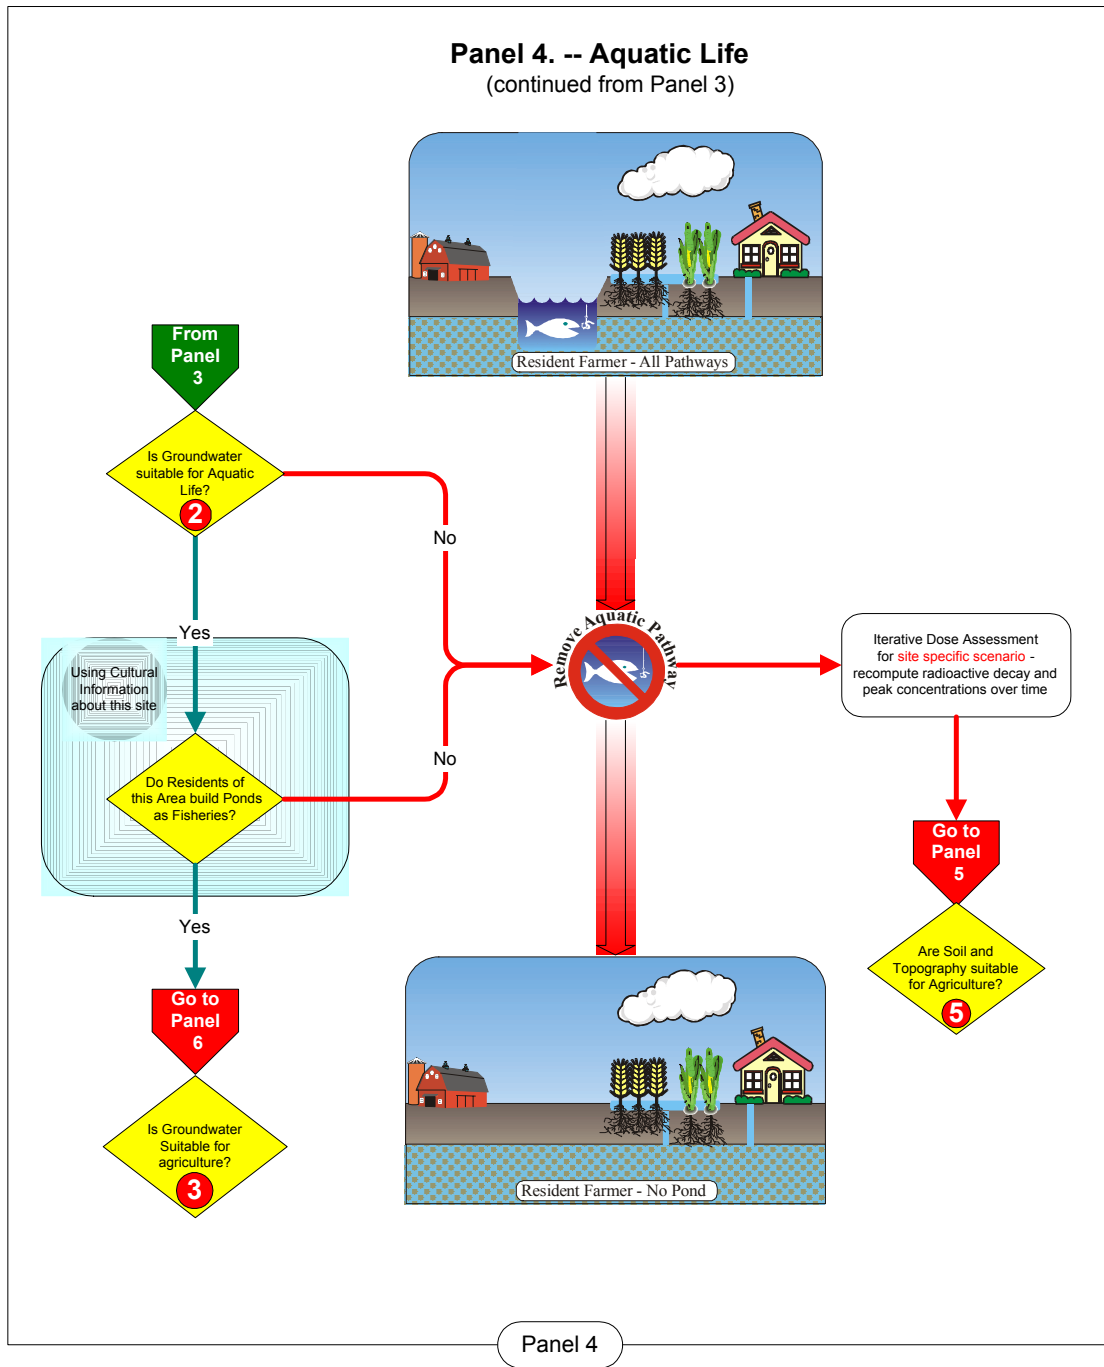 Panel 4. -- Aquatic Life
(continued from Panel 3)
Resident Farmer - All Pathways
From
Panel
3
Is Groundwater
suitable for Aquatic
Life?
2
No
Yes
Using Cultural
Information
about this site
Do Residents of
this Area build Ponds
as Fisheries?
No
Yes
Go to
Panel
6
Is Groundwater
Suitable for
agriculture?
3
Remove Aquatic Pathway
Iterative Dose Assessment
for site specific scenario -
recompute radioactive decay and
peak concentrations over time
Go to
Panel
5
Are Soil and
Topography suitable
for Agriculture?
5
Resident Farmer - No Pond
Panel 4